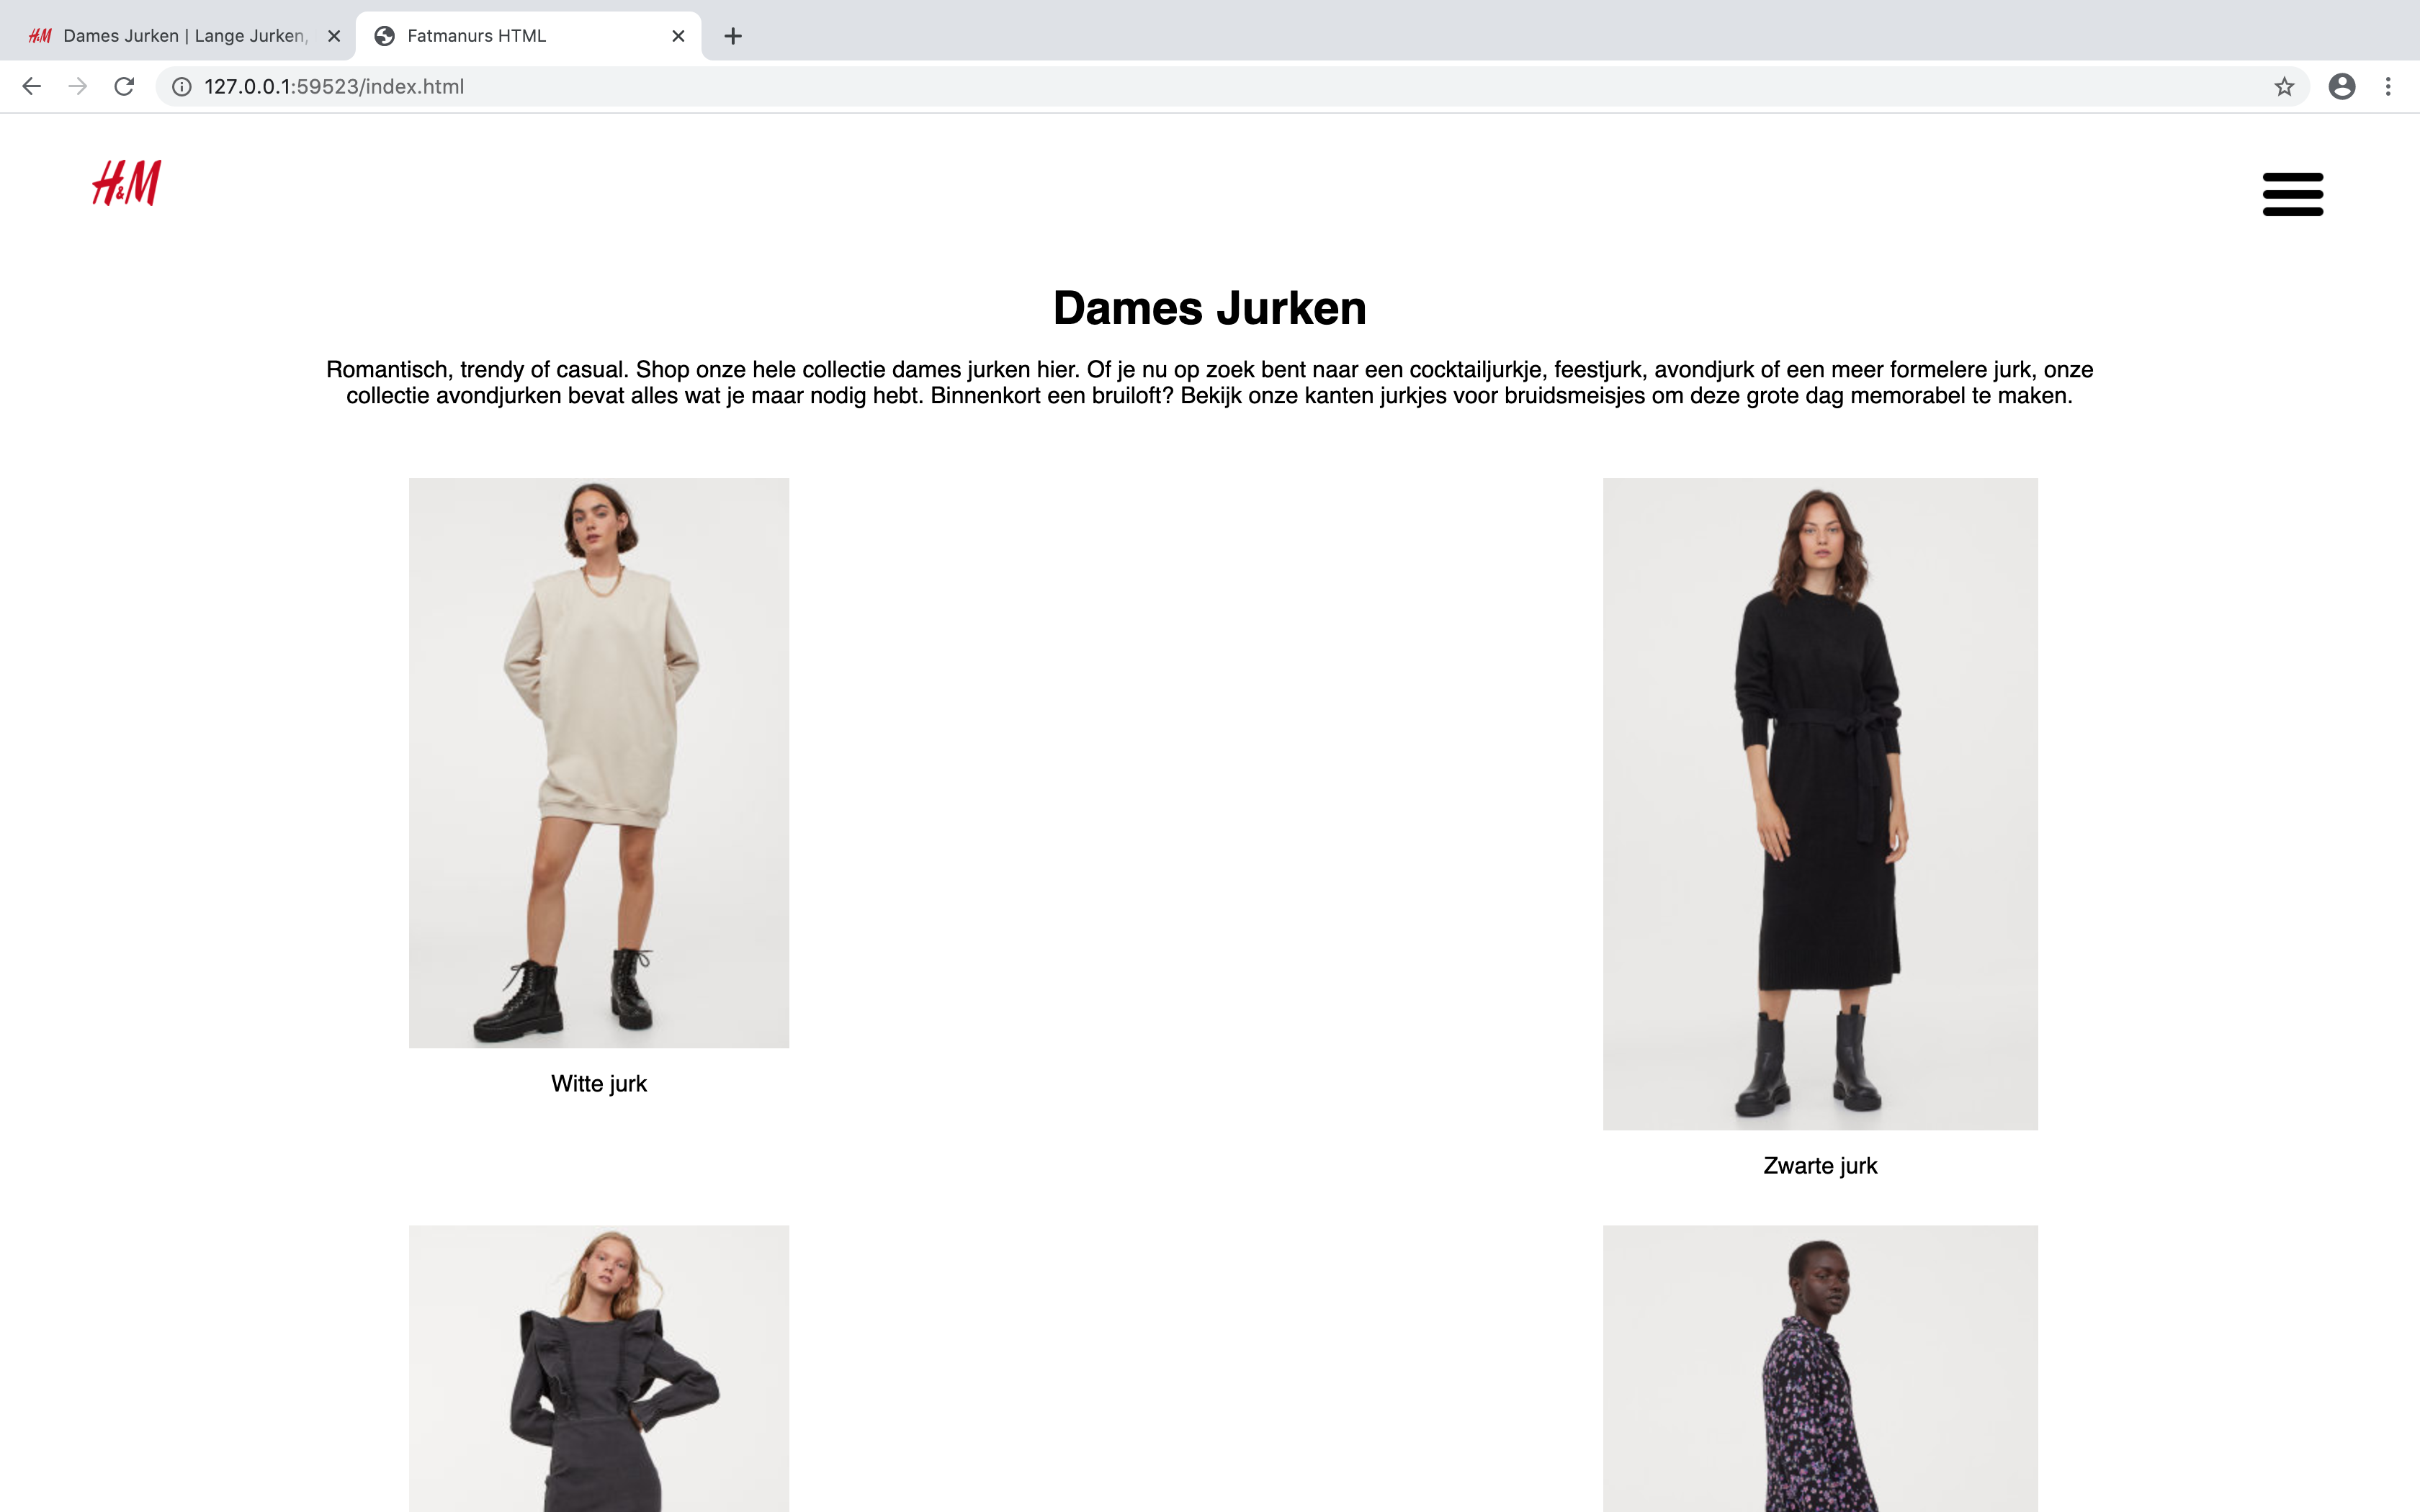 H&M Dames Jurken | Lange Jurken,
Fatmanurs HTML
127.0.0.1:59523/index.html
H&M
Dames Jurken
Romantisch, trendy of casual. Shop onze hele collectie dames jurken hier. Of je nu op zoek bent naar een cocktailjurkje, feestjurk, avondjurk of een meer formelere jurk, onze
collectie avondjurken bevat alles wat je maar nodig hebt. Binnenkort een bruiloft? Bekijk onze kanten jurkjes voor bruidsmeisjes om deze grote dag memorabel te maken.
Witte jurk
Zwarte jurk